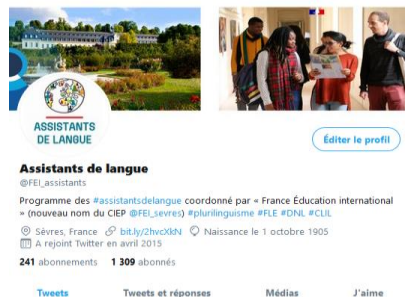 ASSISTANTS
DE LANGUE
Éditer le profil
Assistants de langue
@FEI_assistants
Programme des #assistantsdelangue coordonné par « France Éducation international
» (nouveau nom du CIEP @FEI_sevres) #plurilinguisme #FLE #DNL #CLIL
Sèvres, France bit.ly/2hvcXkN Naissance le 1 octobre 1905
A rejoint Twitter en avril 2015
241 abonnements 1 309 abonnés
Tweets Tweets et réponses Médias J'aime